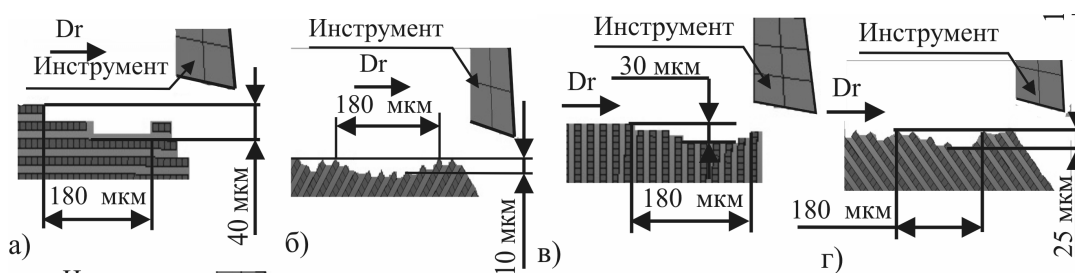 Dr
Инструмент
180 мкм
40 мкм
а)
Инструмент
Dr
180 мкм
10 мкм
б)
Инструмент
30 мкм
Dr
180 мкм
в)
Инструмент
Dr
180 мкм
25 мкм
г)